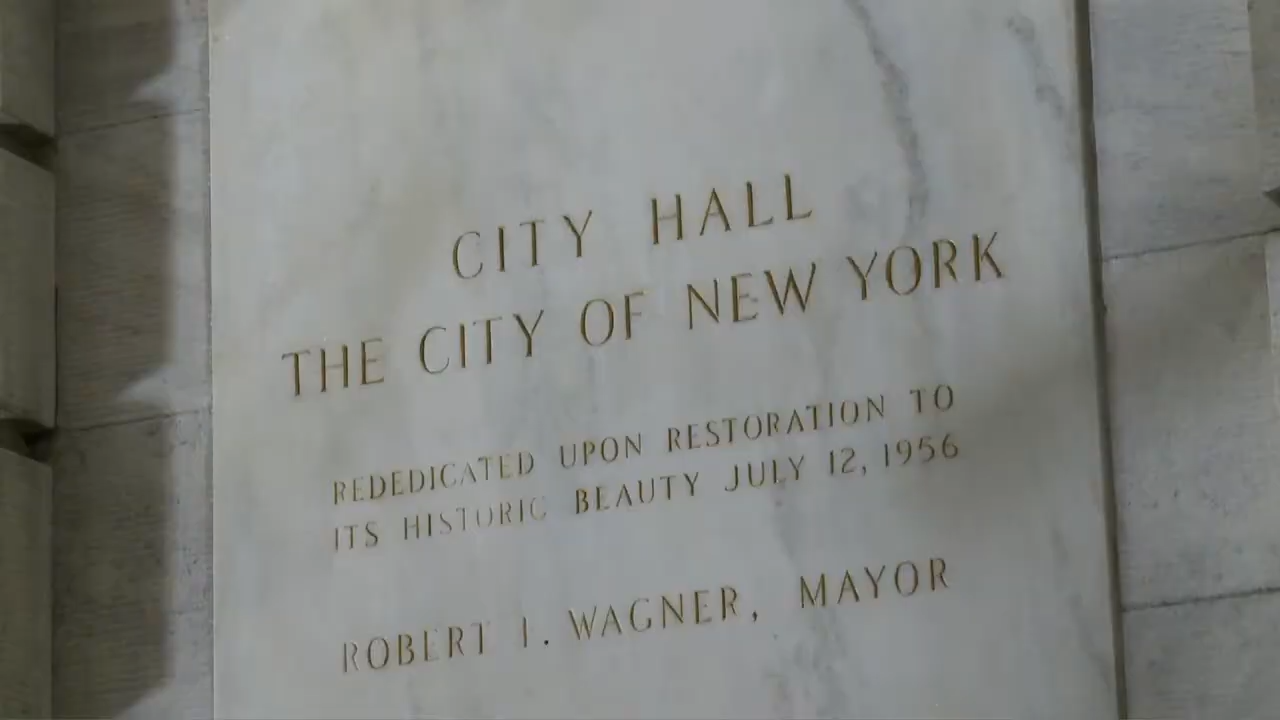 CITY HALL
THE CITY OF NEW YORK
REDEDICATED UPON RESTORATION TO
ITS HISTORIC BEAUTY JULY 12, 1956
ROBERT I. WAGNER, MAYOR